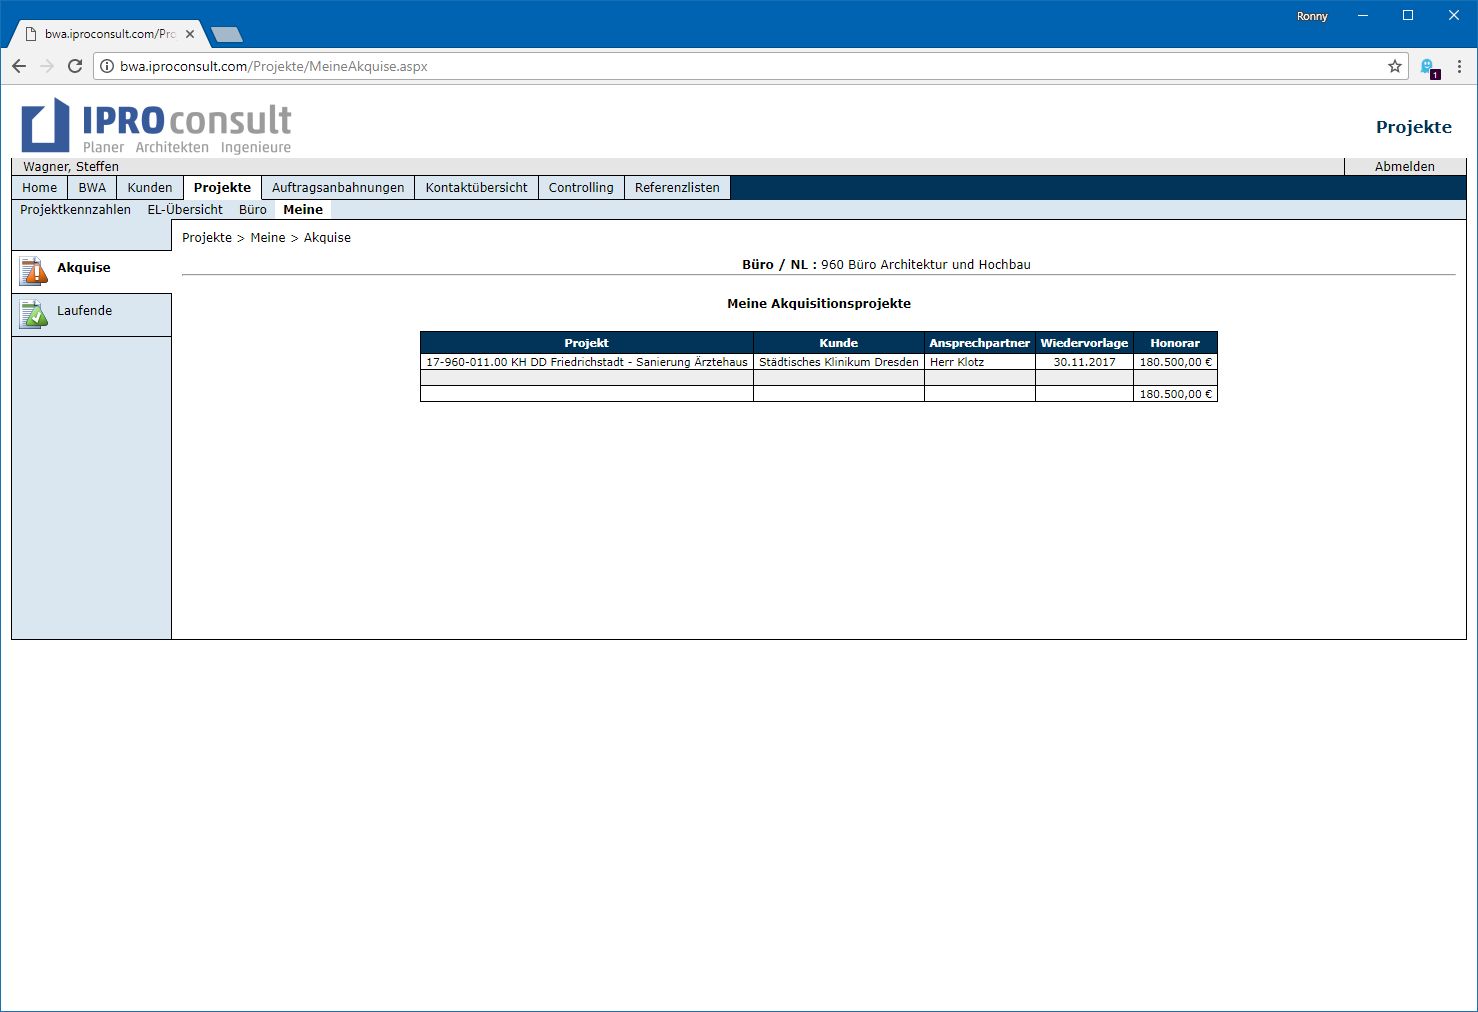 Ronny
bwa.iproconsult.com/Pro
bwa.iproconsult.com/Projekte/MeineAkquise.aspx
1
IPROconsult
Planer Architekten Ingenieure
Projekte
Wagner, Steffen
Abmelden
Home BWA Kunden Projekte Auftragsanbahnungen Kontaktübersicht Controlling Referenzlisten
Projektkennzahlen EL-Übersicht Büro Meine
Projekte > Meine > Akquise
Akquise
Laufende
Büro / NL : 960 Büro Architektur und Hochbau
Meine Akquisitionsprojekte
Projekt Kunde Ansprechpartner Wiedervorlage Honorar
17-960-011.00 KH DD Friedrichstadt - Sanierung Ärztehaus Städtisches Klinikum Dresden Herr Klotz 30.11.2017 180.500,00 €
180.500,00 €